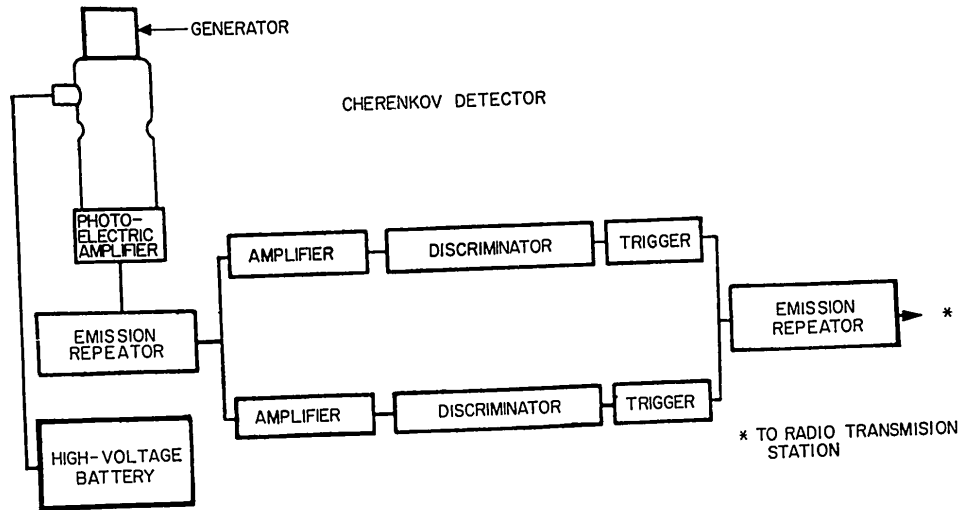 GENERATOR
CHERENKOV DETECTOR
PHOTO-
ELECTRIC
AMPLIFIER
AMPLIFIER
DISCRIMINATOR
TRIGGER
EMISSION
REPEATOR
EMISSION
REPEATOR
*
AMPLIFIER
DISCRIMINATOR
TRIGGER
HIGH-VOLTAGE
BATTERY
* TO RADIO TRANSMISION
STATION